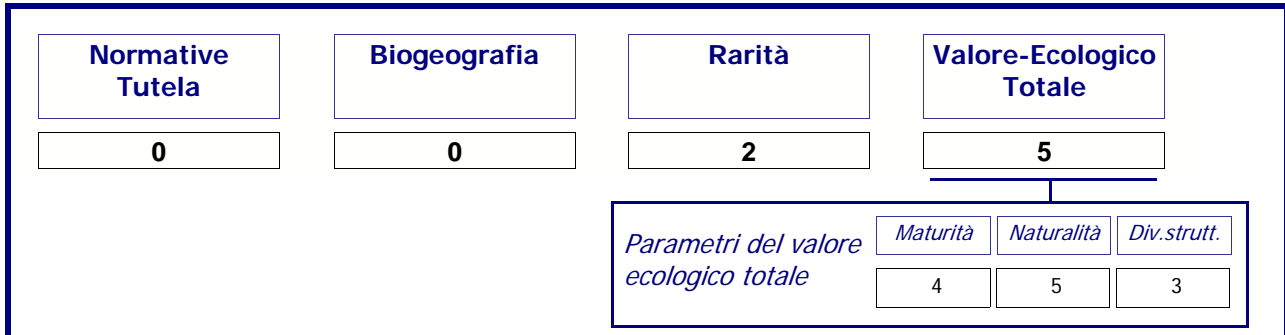 Normative
Tutela
Biogeografia
Rarità
Valore-Ecologico
Totale
0
0
2
5
Parametri del valore
ecologico totale
Maturità
Naturalità
Div.strutt.
4
5
3